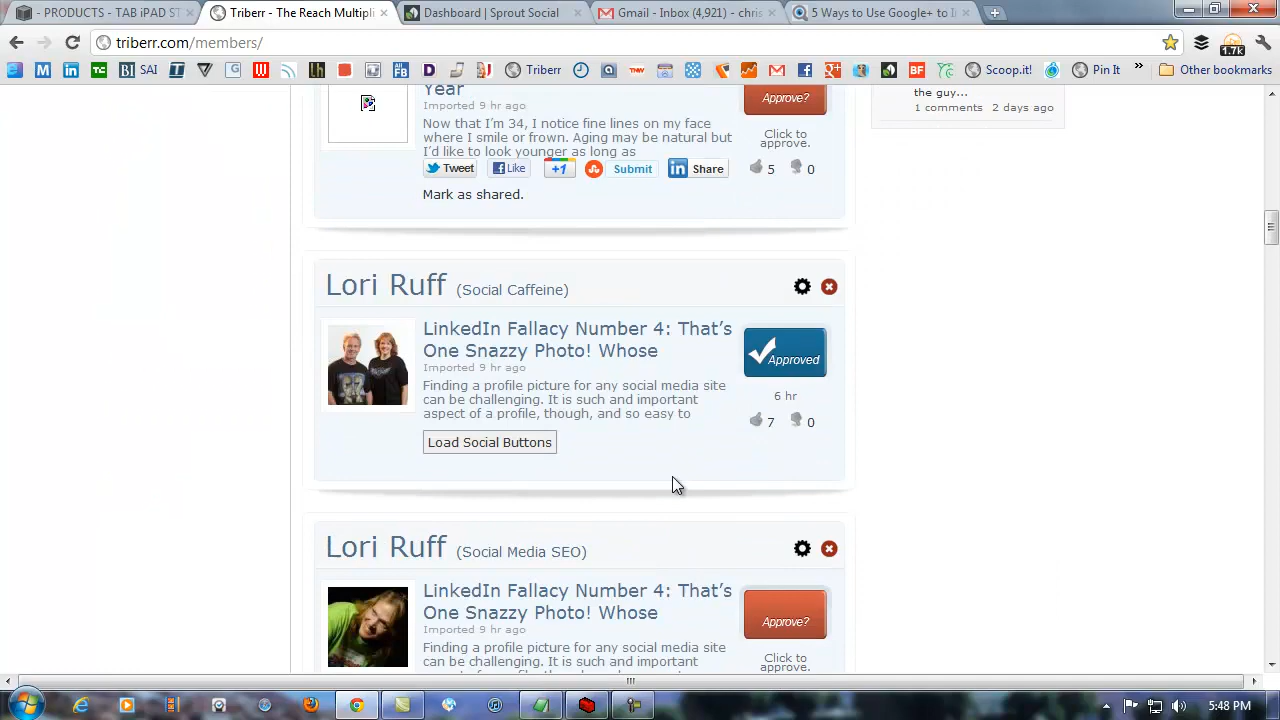 - PRODUCTS - TAB iPAD ST
Triberr - The Reach Multipli
Dashboard | Sprout Social
Gmail - Inbox (4,921) - chris
5 Ways to Use Google+ to I
triberr.com/members/
1.7k
SAI
Triberr
Scoop.it!
Pin It
Other bookmarks
the guy...
1 comments 2 days ago
Year
Imported 9 hr ago
Now that I'm 34, I notice fine lines on my face
where I smile or frown. Aging may be natural but
I'd like to look younger as long as
Tweet
Like
+1
Submit
Share
Mark as shared.
Approve?
Click to
approve.
5 0
Lori Ruff (Social Caffeine)
LinkedIn Fallacy Number 4: That's
One Snazzy Photo! Whose
Imported 9 hr ago
Finding a profile picture for any social media site
can be challenging. It is such and important
aspect of a profile, though, and so easy to
Load Social Buttons
Approved
6 hr
7 0
Lori Ruff (Social Media SEO)
LinkedIn Fallacy Number 4: That's
One Snazzy Photo! Whose
Imported 9 hr ago
Finding a profile picture for any social media site
can be challenging. It is such and important
Approve?
Click to
approve.
5:48 PM